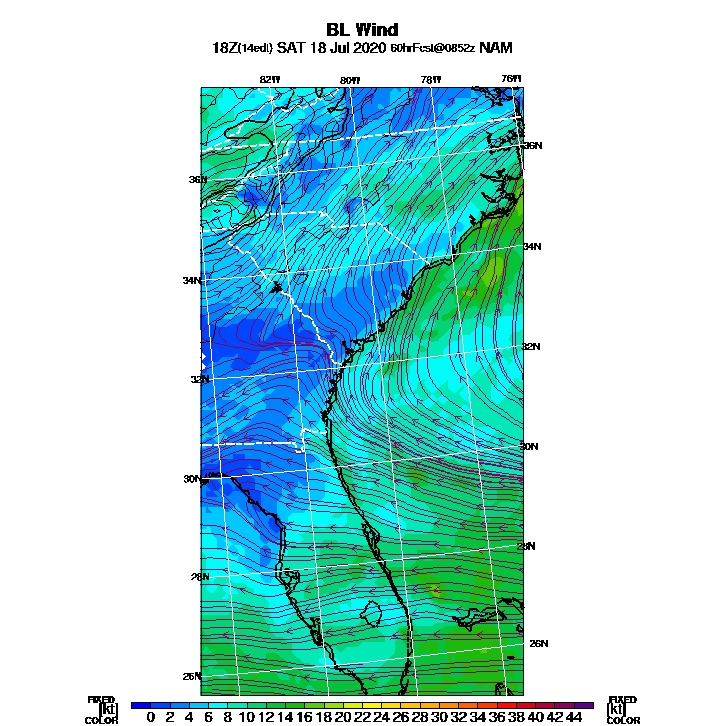 BL Wind
18Z(14edt) SAT 18 Jul 2020 60hrFcst@0852z NAM
82W 80W 78W 76W
36N
36N
34N
34N
32N
32N
30N
30N
28N
28N
26N
26N
FIXED FIXED
[kt] 0 2 4 6 8 10 12 14 16 18 20 22 24 26 28 30 32 34 36 38 40 42 44 [kt]
COLOR COLOR